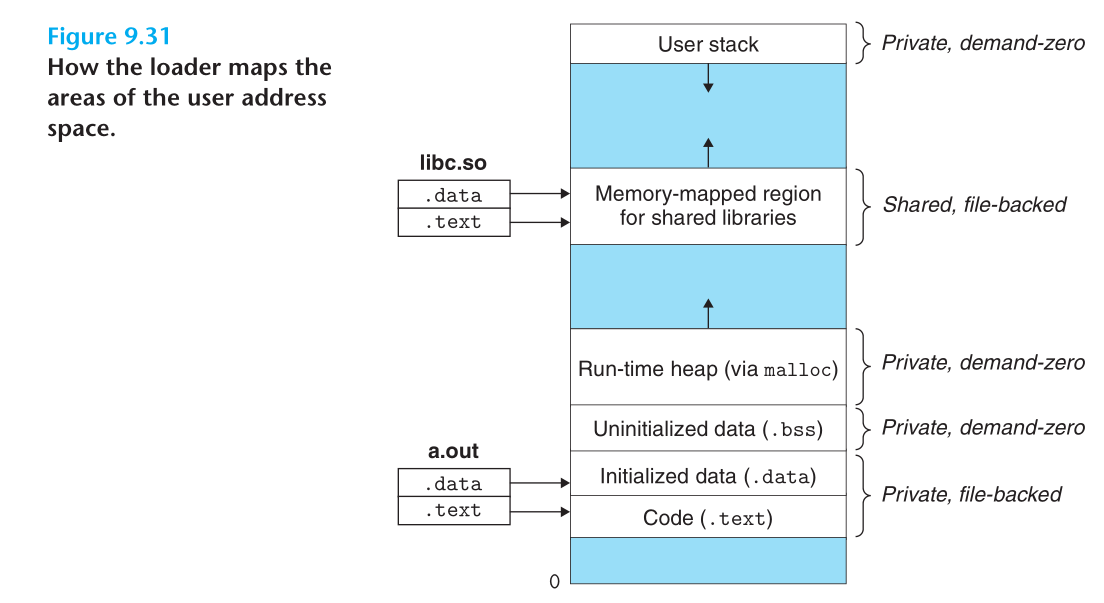 Figure 9.31
How the loader maps the
areas of the user address
space.
User stack
Private, demand-zero
libc.so
.data
.text
Memory-mapped region
for shared libraries
Shared, file-backed
Run-time heap (via malloc)
Private, demand-zero
Uninitialized data (.bss)
Private, demand-zero
a.out
.data
.text
Initialized data (.data)
Code (.text)
Private, file-backed
0